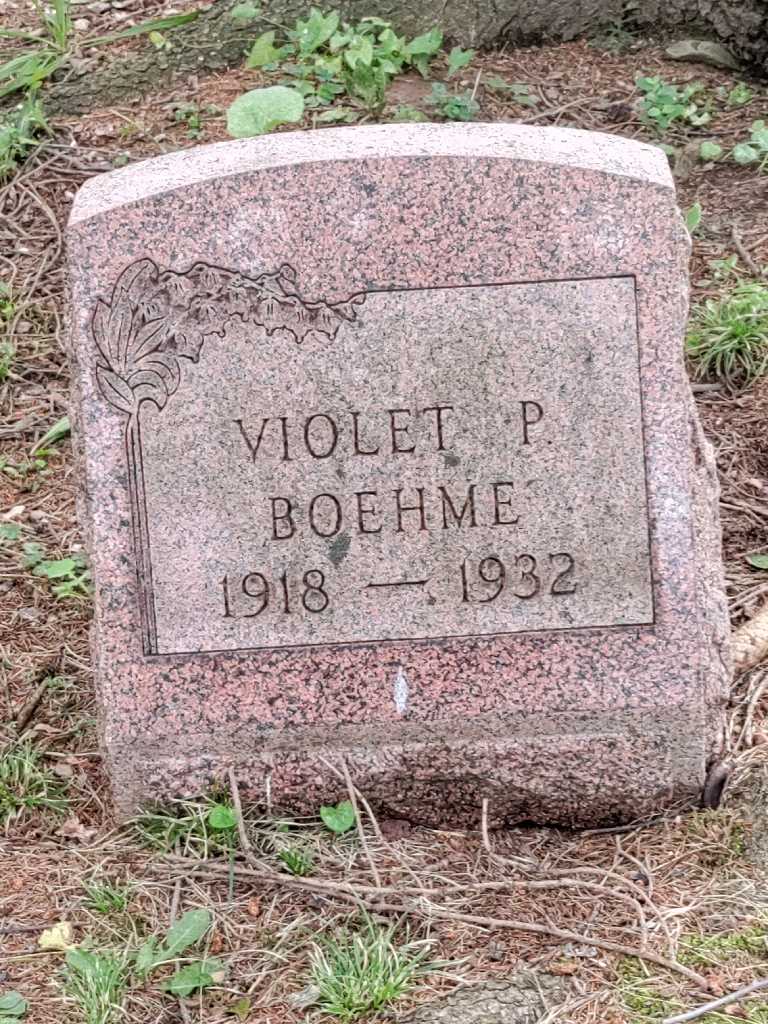 VIOLET P.
BOEHME
1918 — 1932